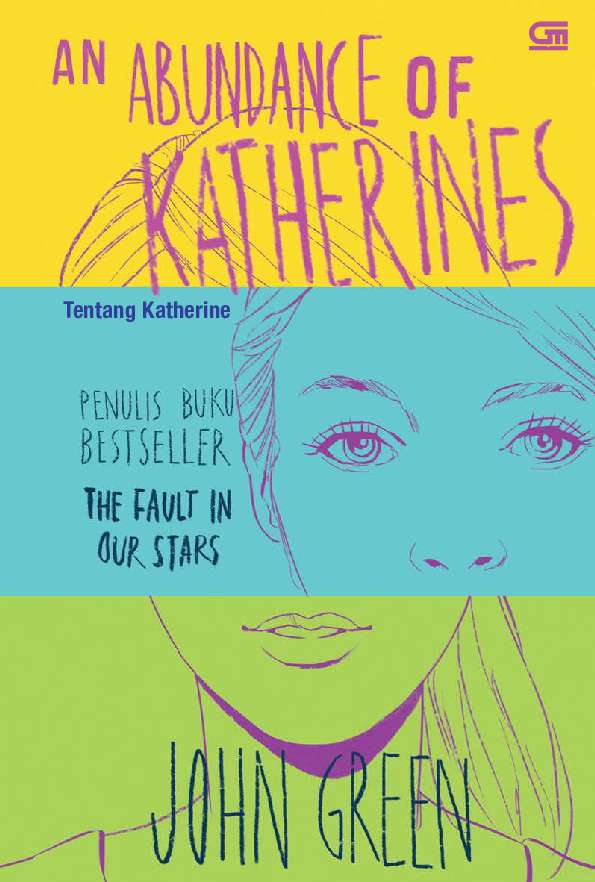 AN ABUNDANCE OF
KATHERINES
Tentang Katherine
PENULIS BUKU
BESTSELLER
THE FAULT IN
OUR STARS
JOHN GREEN